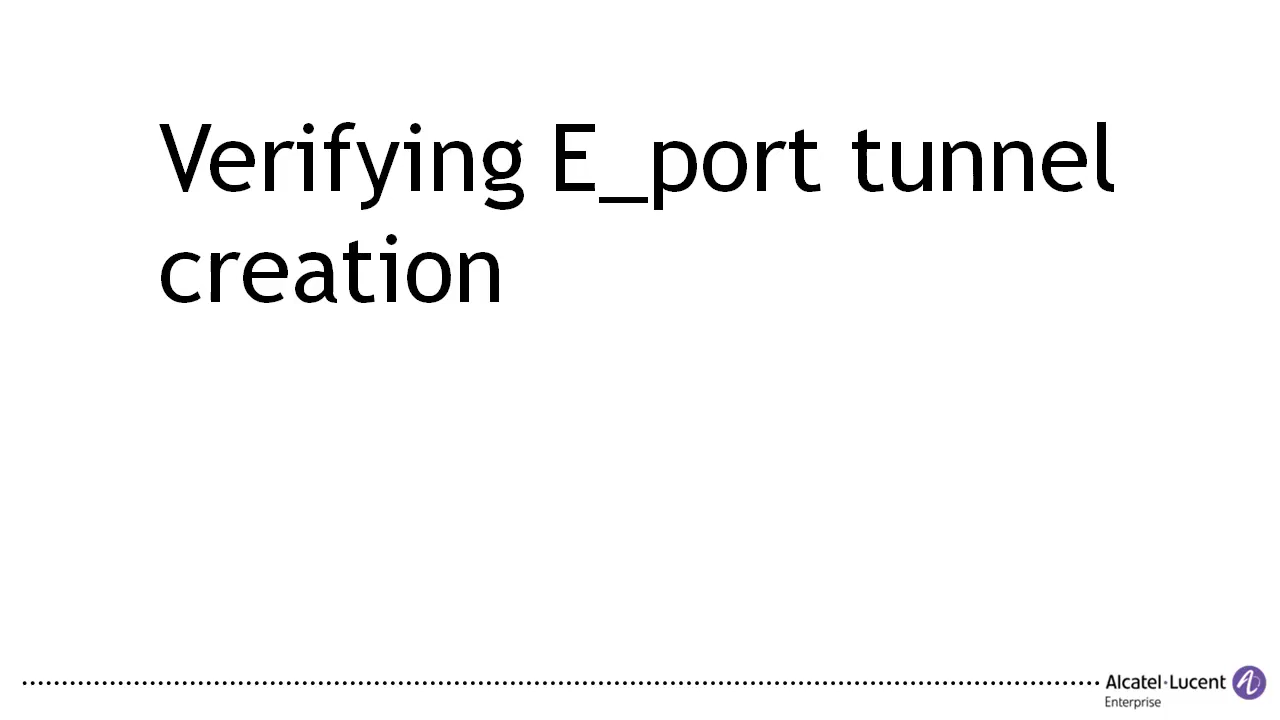 Verifying E_port tunnel
creation
Alcatel·Lucent
Enterprise